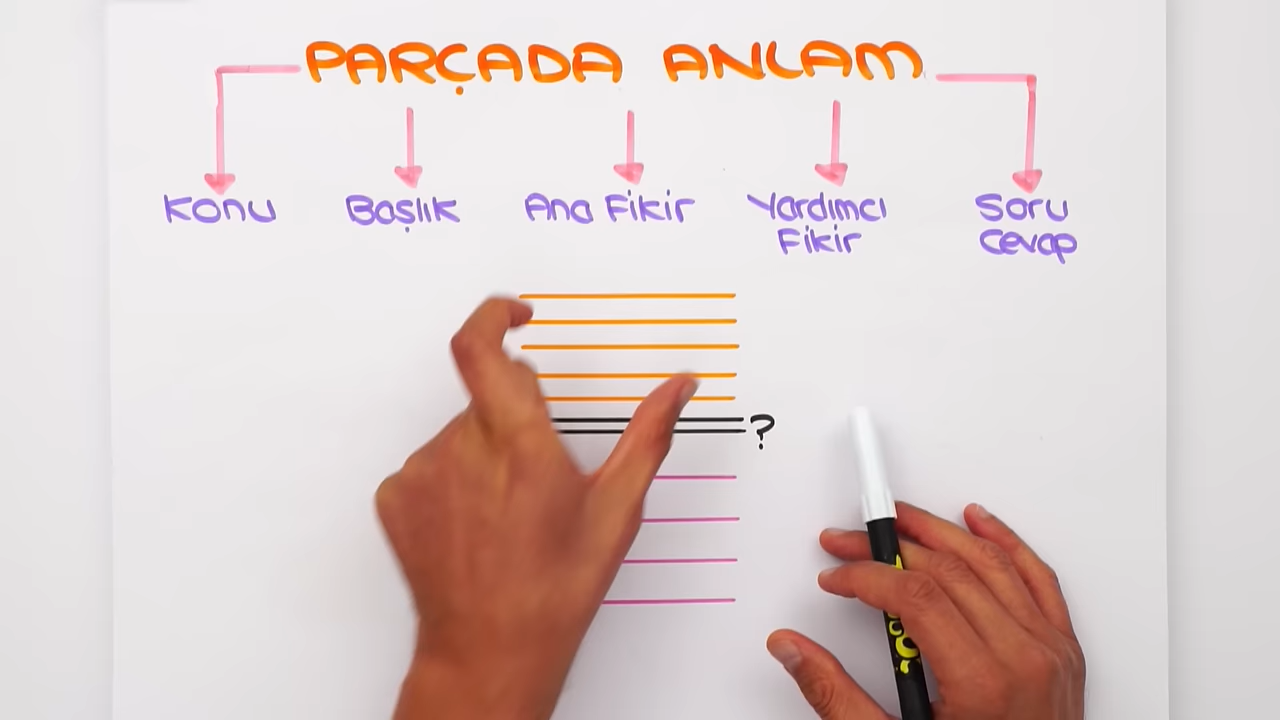 PARÇADA ANLAM
Konu
Başlık
Ana Fikir
Yardımcı
Fikir
Soru
Cevap
?